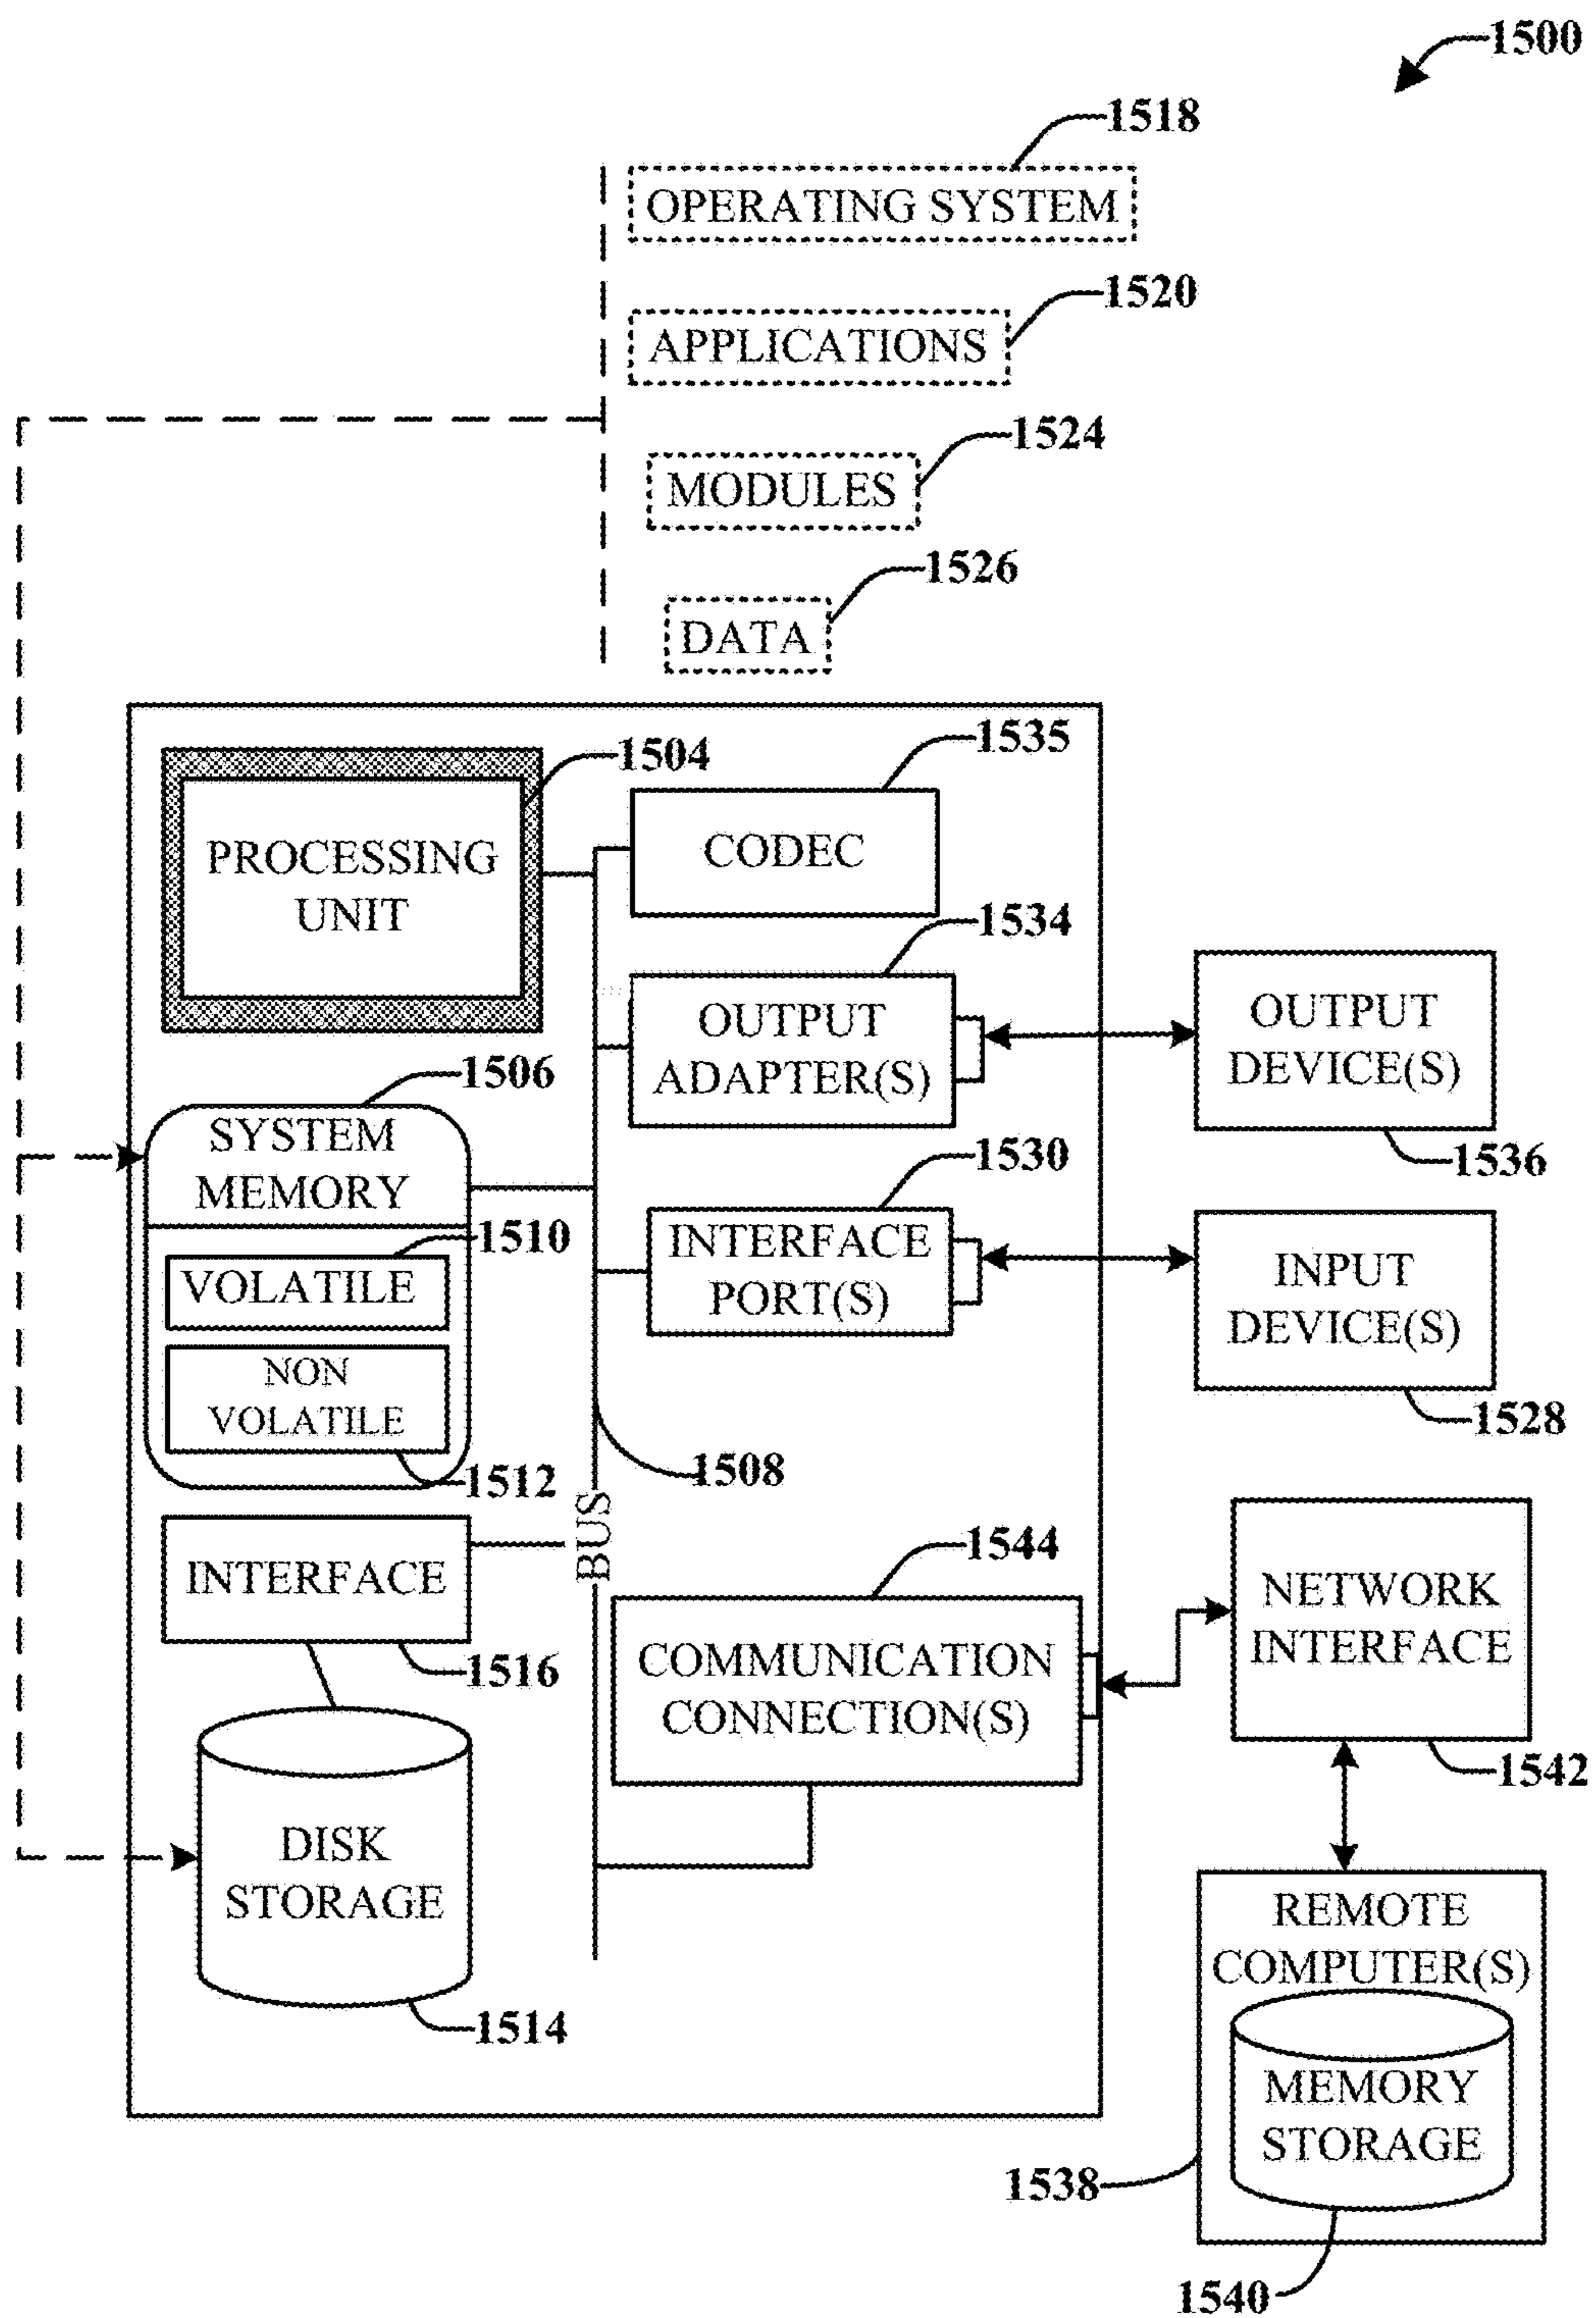 1500
1518
OPERATING SYSTEM
1520
APPLICATIONS
1524
MODULES
1526
DATA
1504
PROCESSING
UNIT
1535
CODEC
1534
OUTPUT
ADAPTER(S)
OUTPUT
DEVICE(S)
1536
1506
SYSTEM
MEMORY
1510
VOLATILE
NON
VOLATILE
1512
1530
INTERFACE
PORT(S)
INPUT
DEVICE(S)
1528
1508
BUS
INTERFACE
1516
1544
COMMUNICATION
CONNECTION(S)
NETWORK
INTERFACE
1542
DISK
STORAGE
1514
REMOTE
COMPUTER(S)
MEMORY
STORAGE
1538
1540